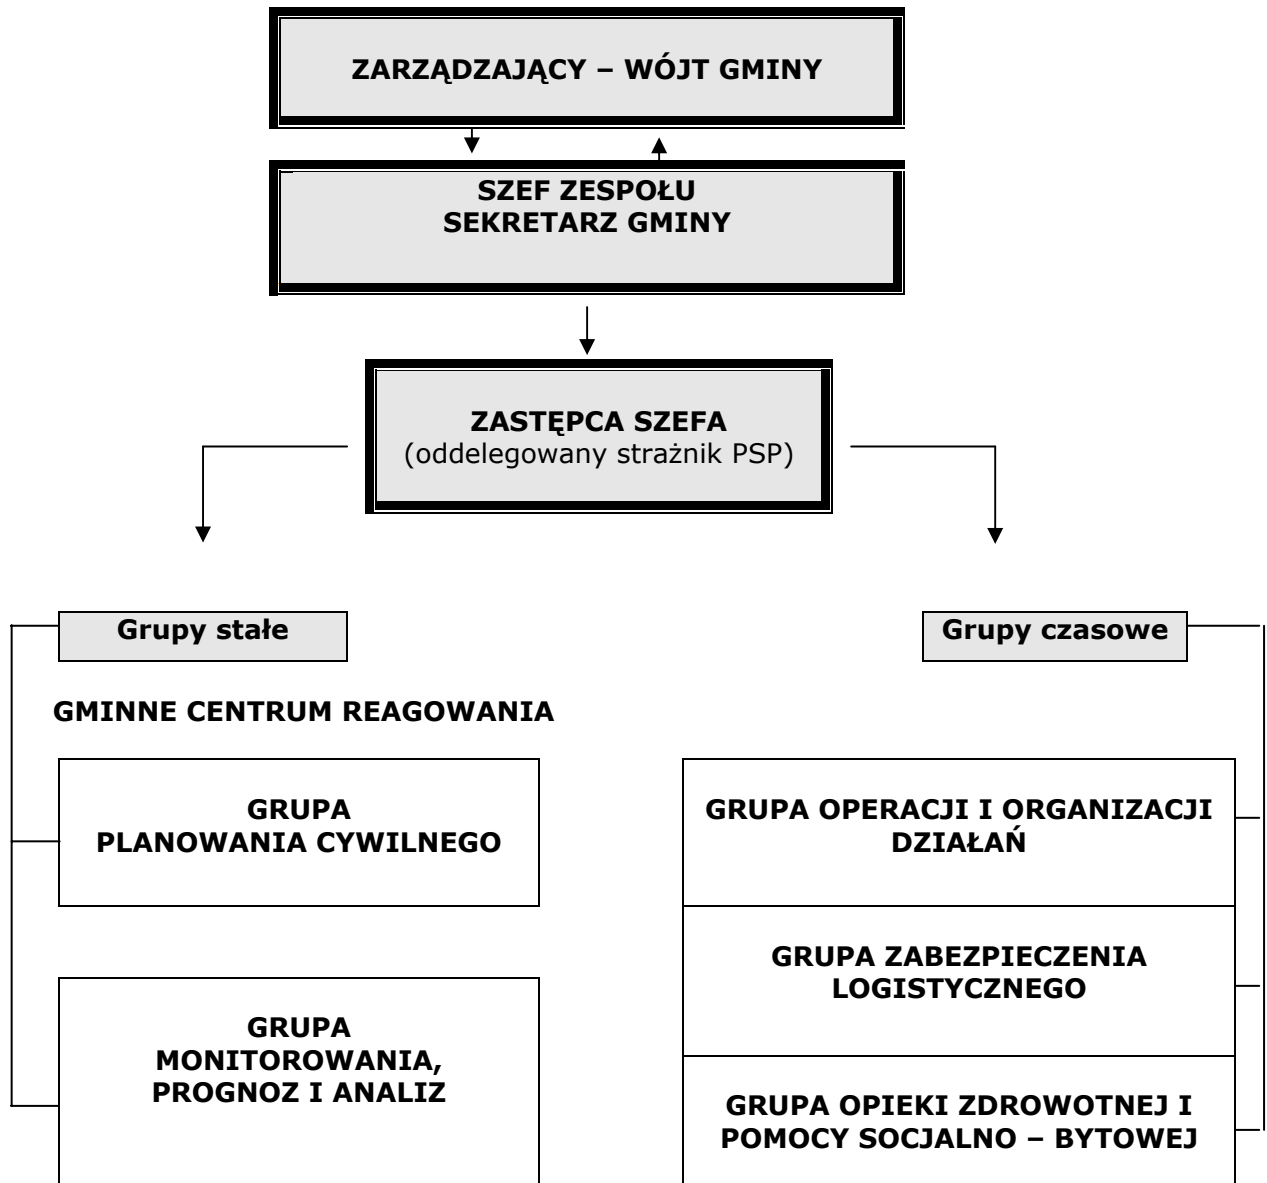 ZARZĄDZAJĄCY – WÓJT GMINY
SZEF ZESPOŁU
SEKRETARZ GMINY
ZASTĘPCA SZEFA
(oddelegowany strażnik PSP)
Grupy stałe
GMINNE CENTRUM REAGOWANIA
GRUPA
PLANOWANIA CYWILNEGO
GRUPA
MONITOROWANIA,
PROGNOZ I ANALIZ
Grupy czasowe
GRUPA OPERACJI I ORGANIZACJI
DZIAŁAŃ
GRUPA ZABEZPIECZENIA
LOGISTYCZNEGO
GRUPA OPIEKI ZDROWOTNEJ I
POMOCY SOCJALNO – BYTOWEJ